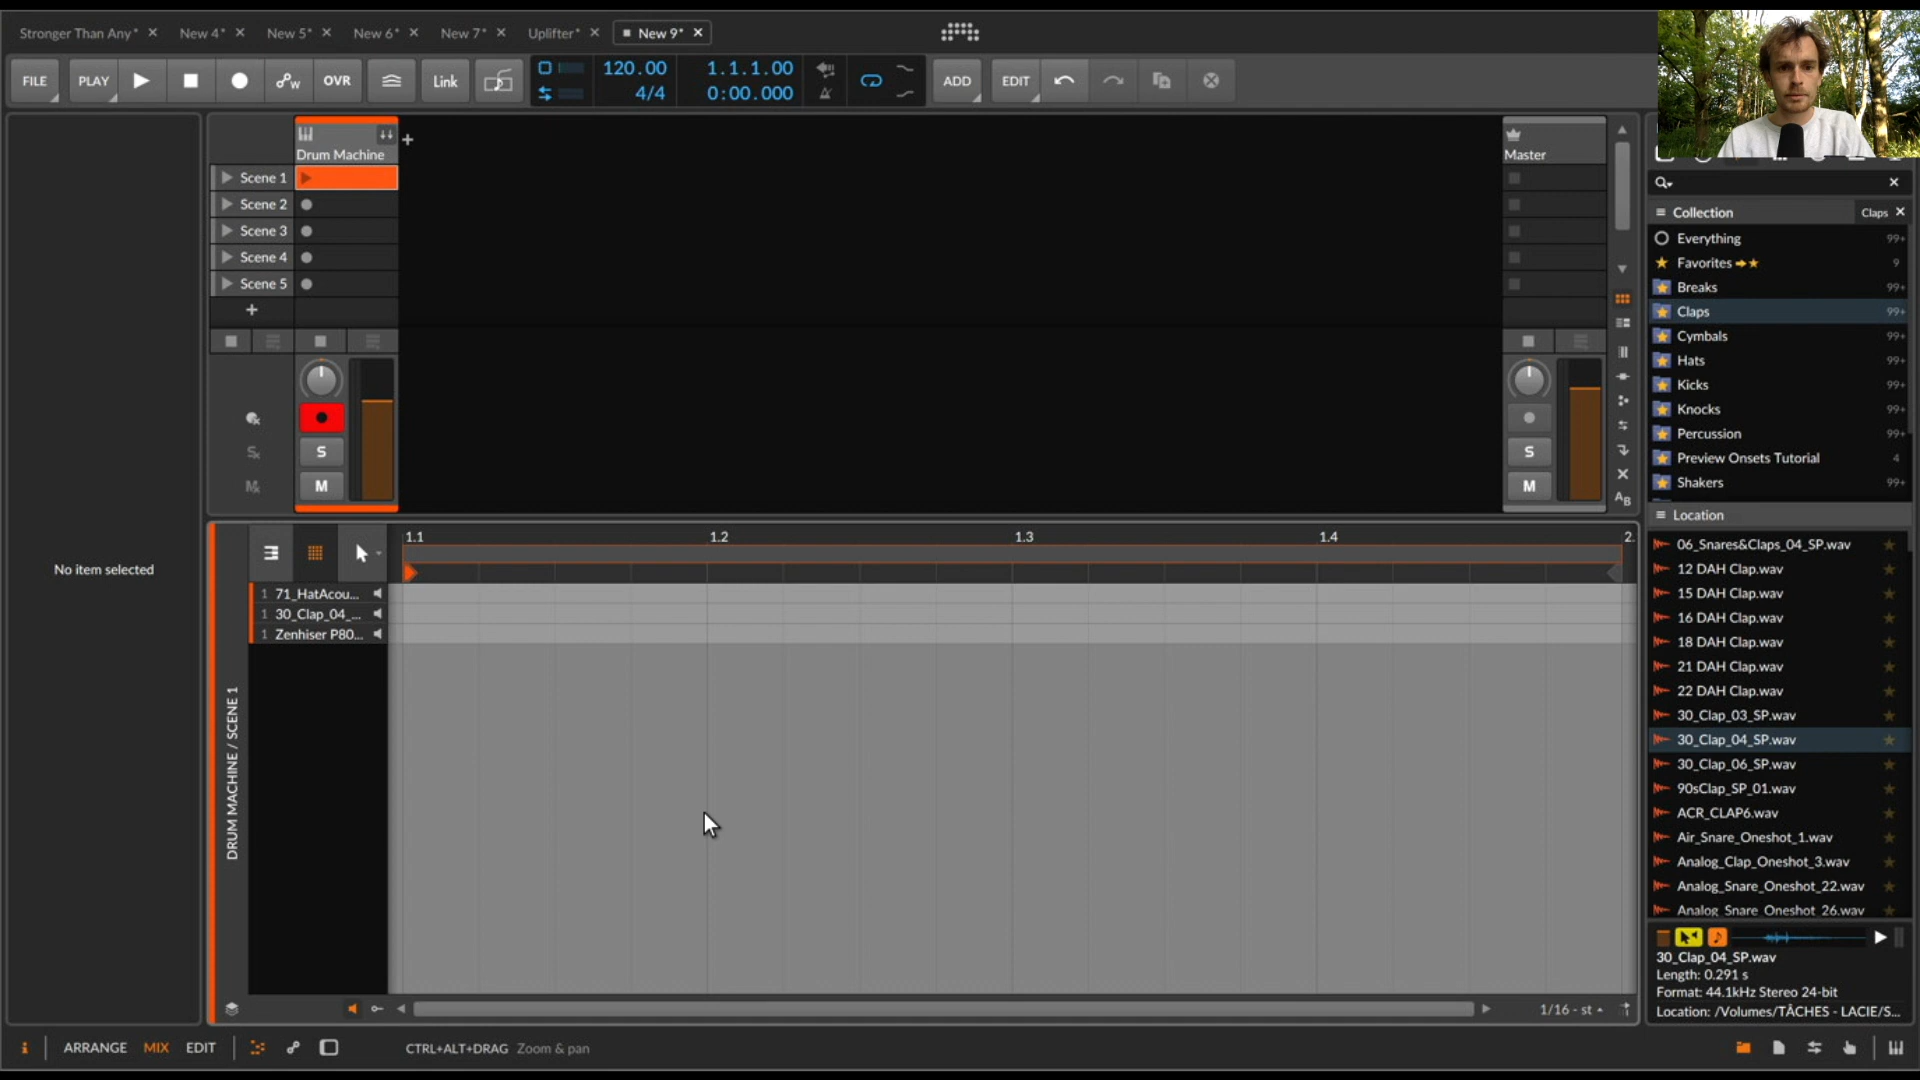 Stronger Than Any* New 4* New 5* New 6* New 7* Uplifter* New 9*
FILE PLAY OVR Link 120.00 4/4 1.1.1.00 0:00.000 ADD EDIT
Drum Machine
Master
Scene 1
Scene 2
Scene 3
Scene 4
Scene 5
S S
M M
Collection Claps
Everything 99+
Favorites 9
Breaks 99+
Claps 99+
Cymbals 99+
Hats 99+
Kicks 99+
Knocks 99+
Percussion 99+
Preview Onsets Tutorial 4
Shakers 99+
Location
06_Snares&Claps_04_SP.wav
12 DAH Clap.wav
15 DAH Clap.wav
16 DAH Clap.wav
18 DAH Clap.wav
21 DAH Clap.wav
22 DAH Clap.wav
30_Clap_03_SP.wav
30_Clap_04_SP.wav
30_Clap_06_SP.wav
90sClap_SP_01.wav
ACR_CLAP6.wav
Air_Snare_Oneshot_1.wav
Analog_Clap_Oneshot_3.wav
Analog_Snare_Oneshot_22.wav
Analog_Snare_Oneshot_26.wav
30_Clap_04_SP.wav
Length: 0.291 s
Format: 44.1kHz Stereo 24-bit
Location: /Volumes/TÂCHES - LACIE/S...
No item selected
1.1 1.2 1.3 1.4 2.
1 71_HatAcou...
1 30_Clap_04_...
1 Zenhiser P80...
DRUM MACHINE / SCENE 1
1/16 - st
ARRANGE MIX EDIT CTRL+ALT+DRAG Zoom & pan